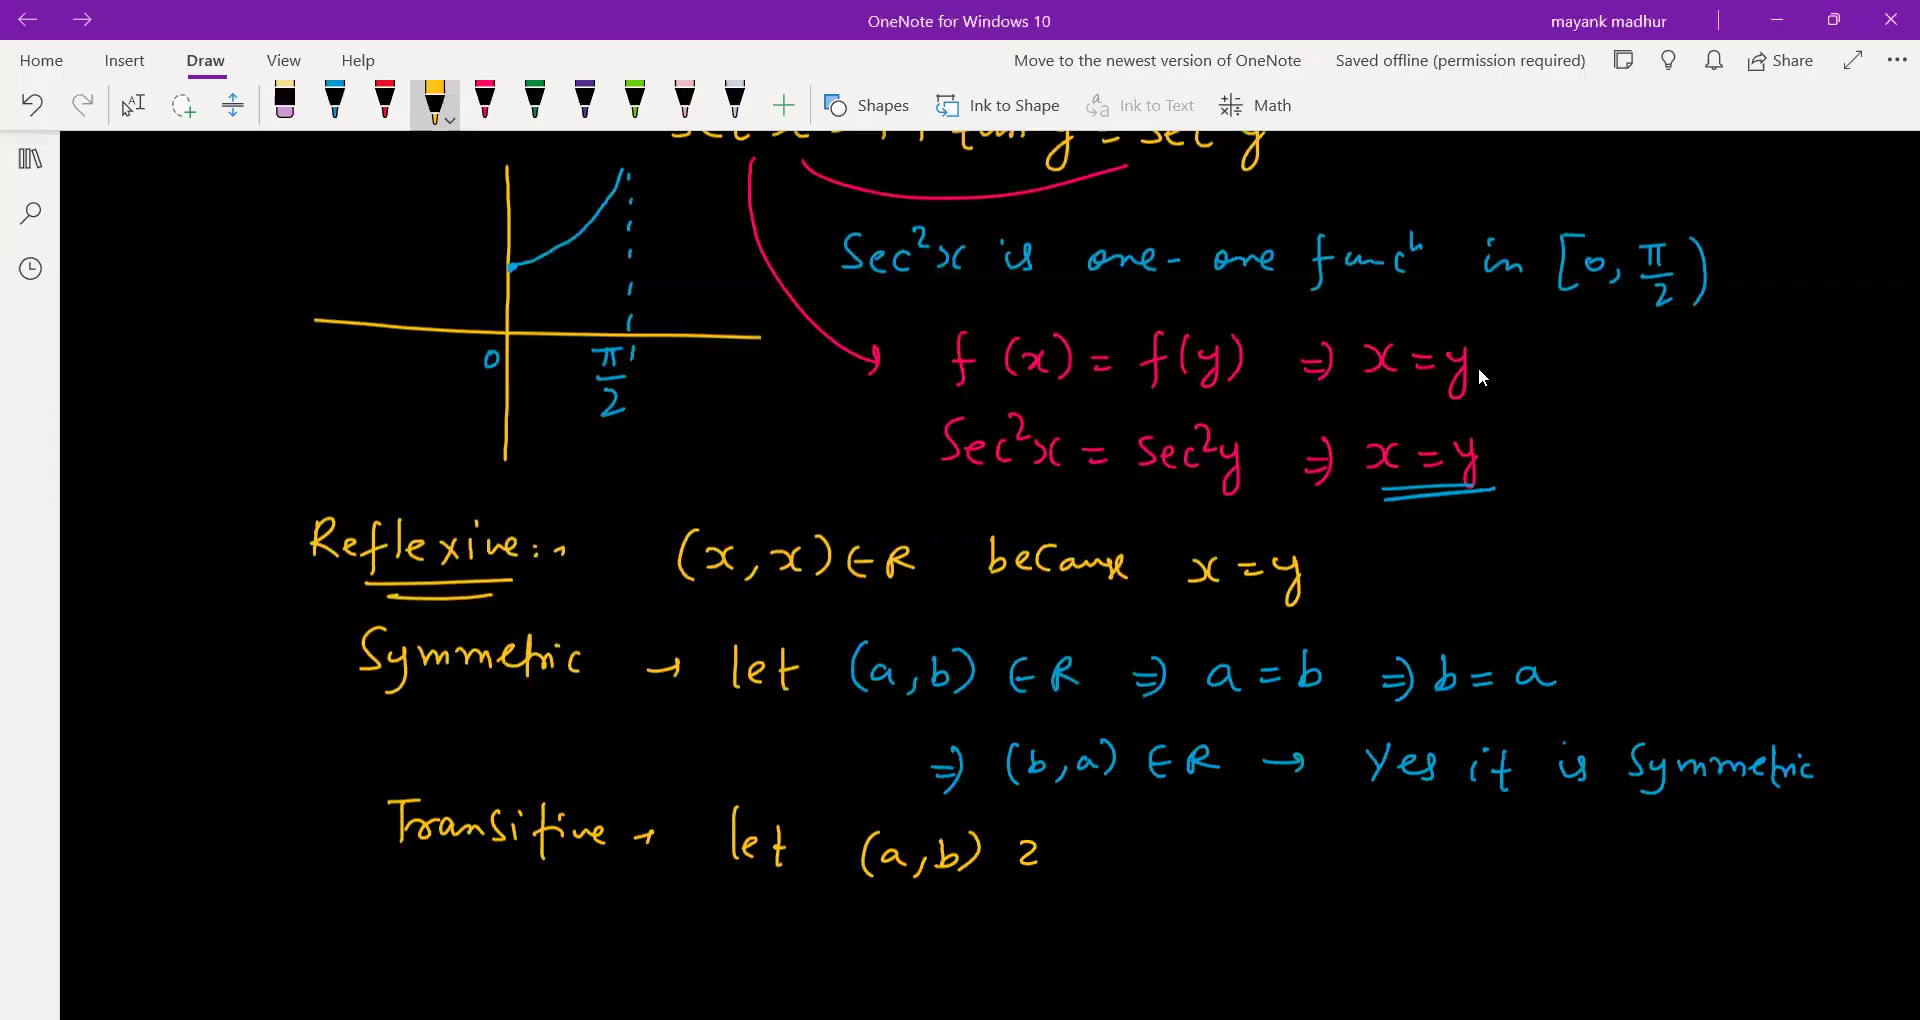 OneNote for Windows 10
mayank madhur
Home Insert Draw View Help
Move to the newest version of OneNote Saved offline (permission required) Share
Shapes Ink to Shape Ink to Text Math
Sec²x is one-one funcⁿ in [0, π/2)
0 π/2
f(x) = f(y) ⇒ x = y
Sec²x = Sec²y ⇒ x = y
Reflexive:→ (x, x) ∈ R because x = y
Symmetric → let (a, b) ∈ R ⇒ a = b ⇒ b = a
⇒ (b, a) ∈ R → Yes it is Symmetric
Transitive → let (a, b) 2